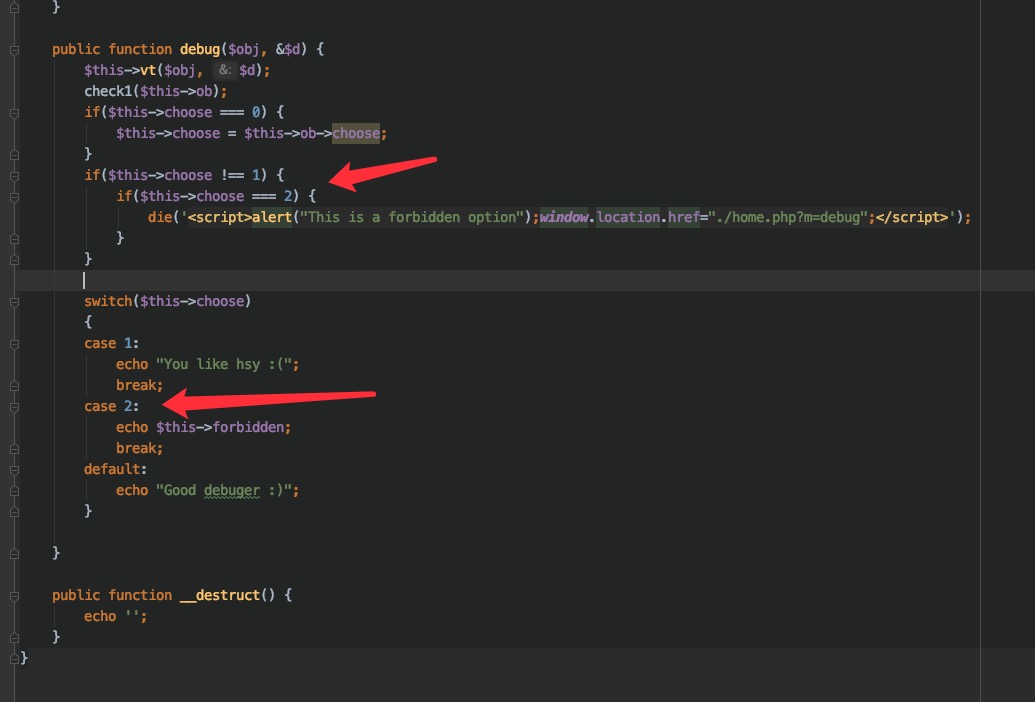 }
public function debug($obj, &$d) {
$this->vt($obj, &: $d);
check1($this->ob);
if($this->choose === 0) {
$this->choose = $this->ob->choose;
}
if($this->choose !== 1) {
if($this->choose === 2) {
die('<script>alert("This is a forbidden option");window.location.href="./home.php?m=debug";</script>');
}
}
switch($this->choose)
{
case 1:
echo "You like hsy :(";
break;
case 2:
echo $this->forbidden;
break;
default:
echo "Good debuger :)";
}
}
public function __destruct() {
echo '';
}
}